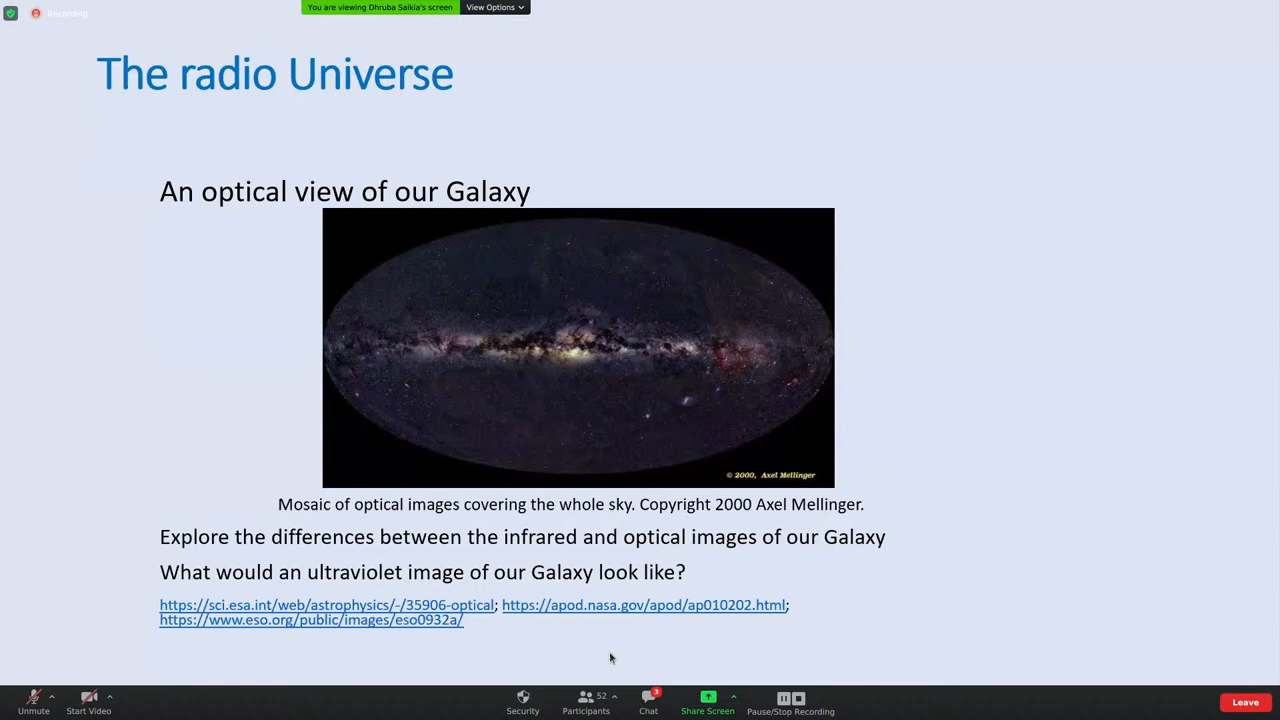 Recording
You are viewing Dhruba Saikia's screen
View Options
The radio Universe
An optical view of our Galaxy
© 2000, Axel Mellinger
Mosaic of optical images covering the whole sky. Copyright 2000 Axel Mellinger.
Explore the differences between the infrared and optical images of our Galaxy
What would an ultraviolet image of our Galaxy look like?
https://sci.esa.int/web/astrophysics/-/35906-optical; https://apod.nasa.gov/apod/ap010202.html;
https://www.eso.org/public/images/eso0932a/
Unmute
Start Video
Security
52
Participants
3
Chat
Share Screen
Pause/Stop Recording
Leave